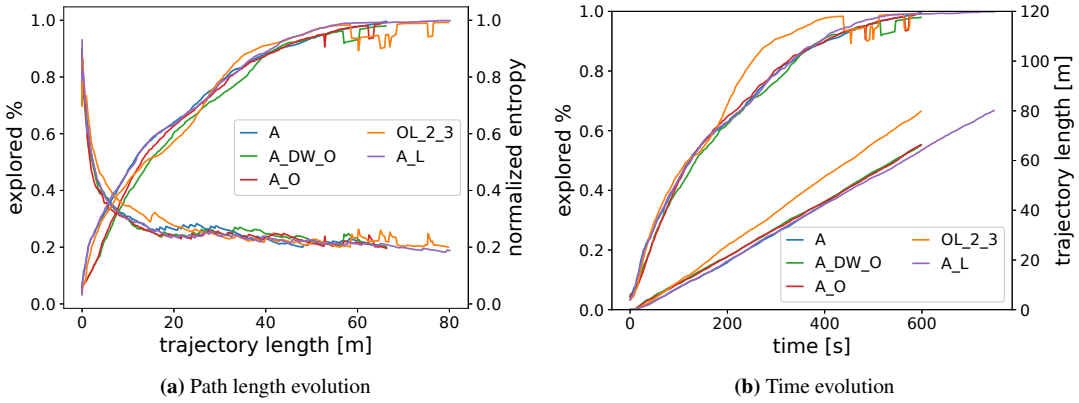 1.0
0.8
0.6
0.4
0.2
0.0
explored %
1.0
0.8
0.6
0.4
0.2
0.0
normalized entropy
A
A_DW_O
A_O
OL_2_3
A_L
0 20 40 60 80
trajectory length [m]
(a) Path length evolution
1.0
0.8
0.6
0.4
0.2
0.0
explored %
120
100
80
60
40
20
0
trajectory length [m]
A
A_DW_O
A_O
OL_2_3
A_L
0 200 400 600
time [s]
(b) Time evolution